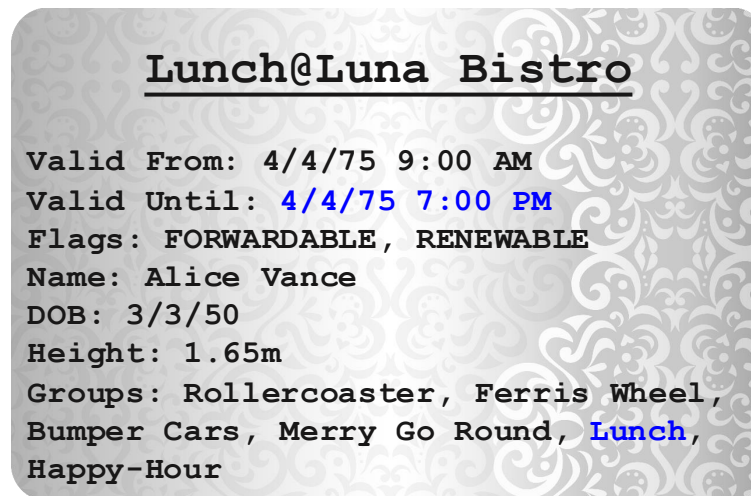 Lunch@Luna Bistro
Valid From: 4/4/75 9:00 AM
Valid Until: 4/4/75 7:00 PM
Flags: FORWARDABLE, RENEWABLE
Name: Alice Vance
DOB: 3/3/50
Height: 1.65m
Groups: Rollercoaster, Ferris Wheel,
Bumper Cars, Merry Go Round, Lunch,
Happy-Hour